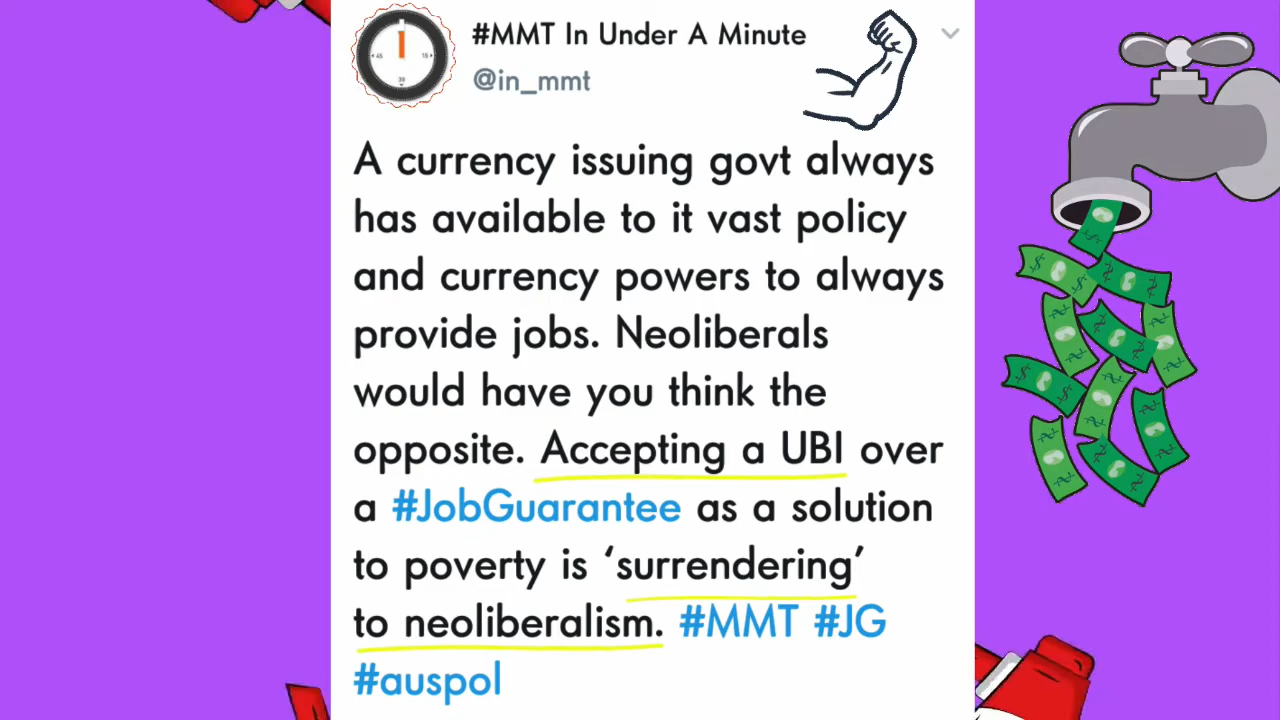 #MMT In Under A Minute
@in_mmt
A currency issuing govt always
has available to it vast policy
and currency powers to always
provide jobs. Neoliberals
would have you think the
opposite. Accepting a UBI over
a #JobGuarantee as a solution
to poverty is ‘surrendering’
to neoliberalism. #MMT #JG
#auspol